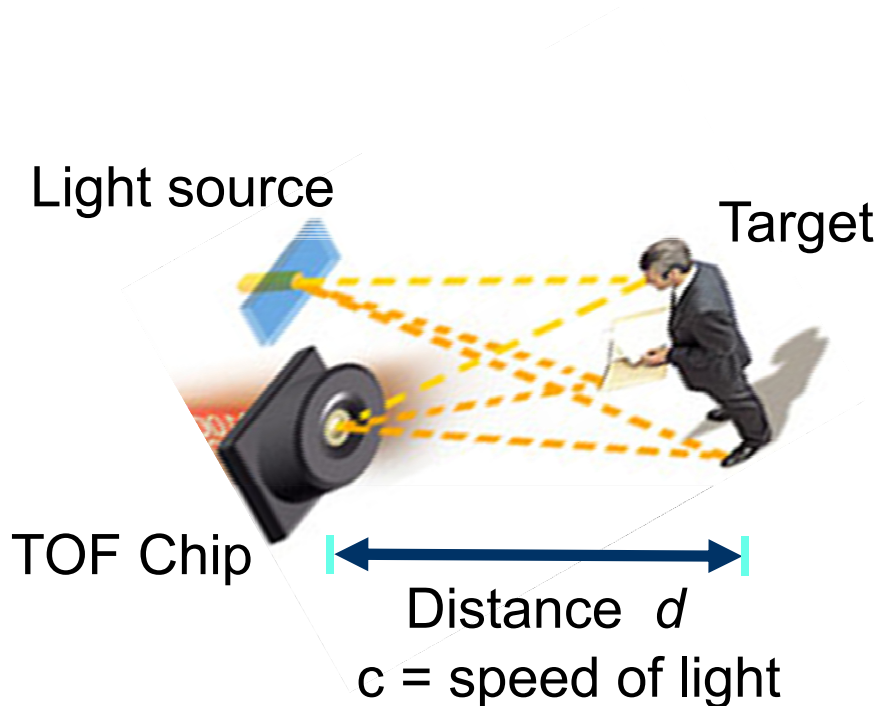 Light source
Target
TOF Chip
Distance d
c = speed of light